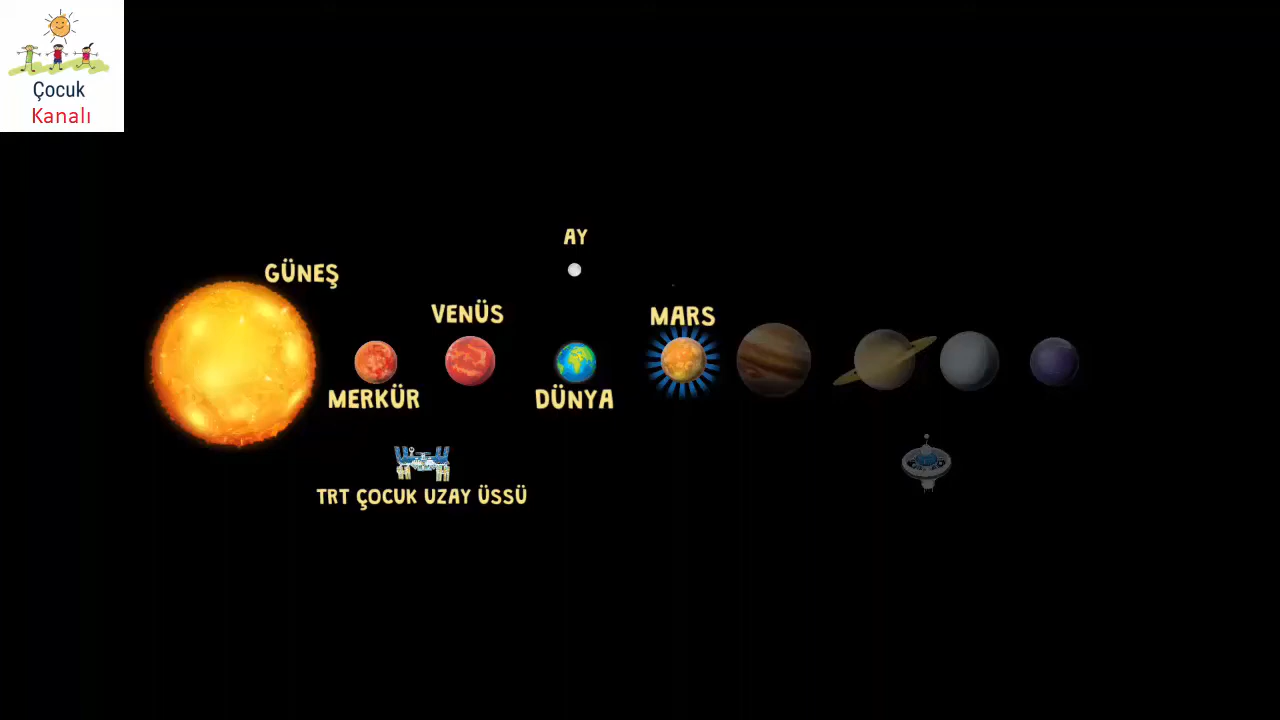 Çocuk
Kanalı
AY
GÜNEŞ
VENÜS
MARS
MERKÜR
DÜNYA
TRT ÇOCUK UZAY ÜSSÜ